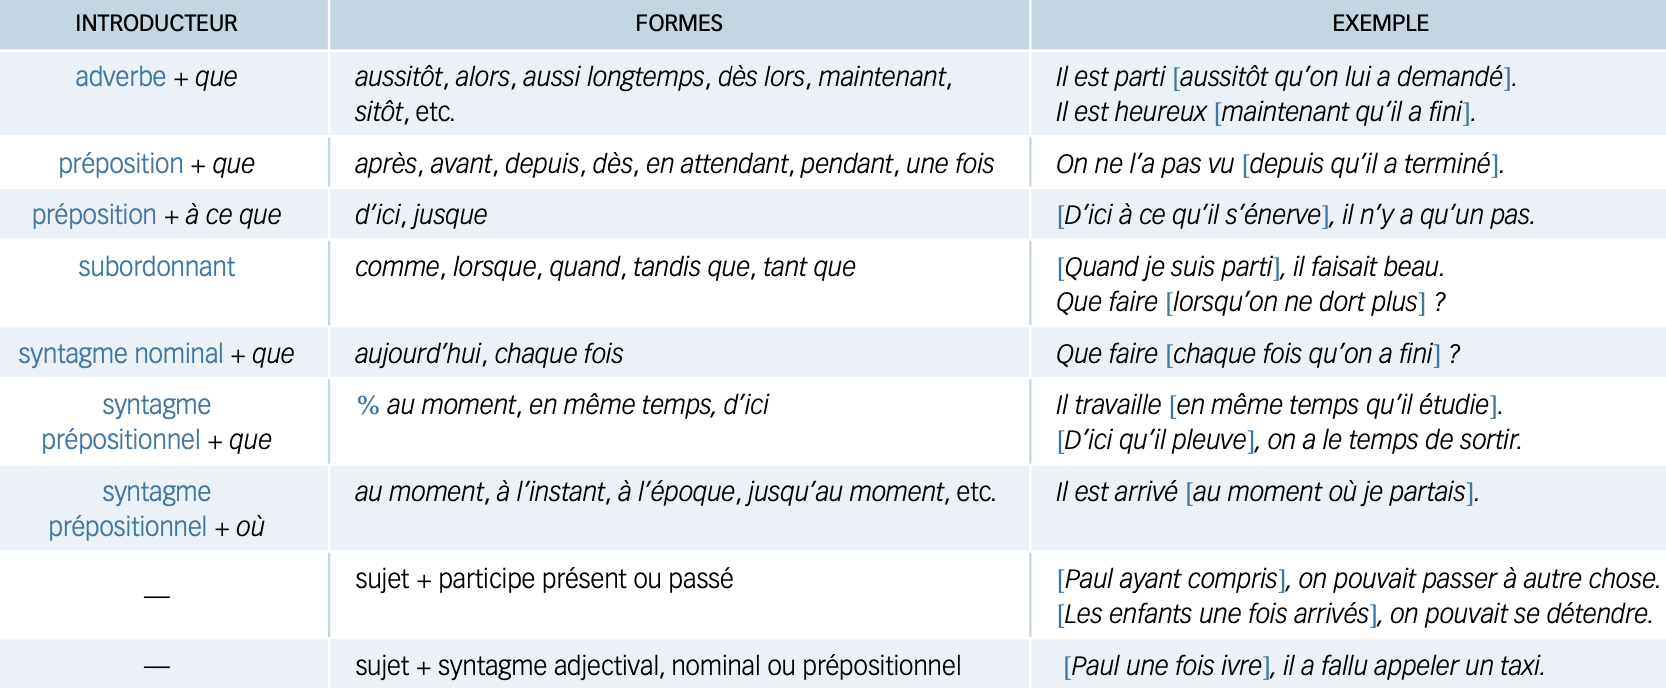 INTRODUCTEUR FORMES EXEMPLE
adverbe + que aussitôt, alors, aussi longtemps, dès lors, maintenant, Il est parti [aussitôt qu’on lui a demandé].
sitôt, etc. Il est heureux [maintenant qu’il a fini].
préposition + que après, avant, depuis, dès, en attendant, pendant, une fois On ne l’a pas vu [depuis qu’il a terminé].
préposition + à ce que d’ici, jusque [D’ici à ce qu’il s’énerve], il n’y a qu’un pas.
subordonnant comme, lorsque, quand, tandis que, tant que [Quand je suis parti], il faisait beau.
Que faire [lorsqu’on ne dort plus] ?
syntagme nominal + que aujourd’hui, chaque fois Que faire [chaque fois qu’on a fini] ?
syntagme % au moment, en même temps, d’ici Il travaille [en même temps qu’il étudie].
prépositionnel + que [D’ici qu’il pleuve], on a le temps de sortir.
syntagme au moment, à l’instant, à l’époque, jusqu’au moment, etc. Il est arrivé [au moment où je partais].
prépositionnel + où
— sujet + participe présent ou passé [Paul ayant compris], on pouvait passer à autre chose.
[Les enfants une fois arrivés], on pouvait se détendre.
— sujet + syntagme adjectival, nominal ou prépositionnel [Paul une fois ivre], il a fallu appeler un taxi.